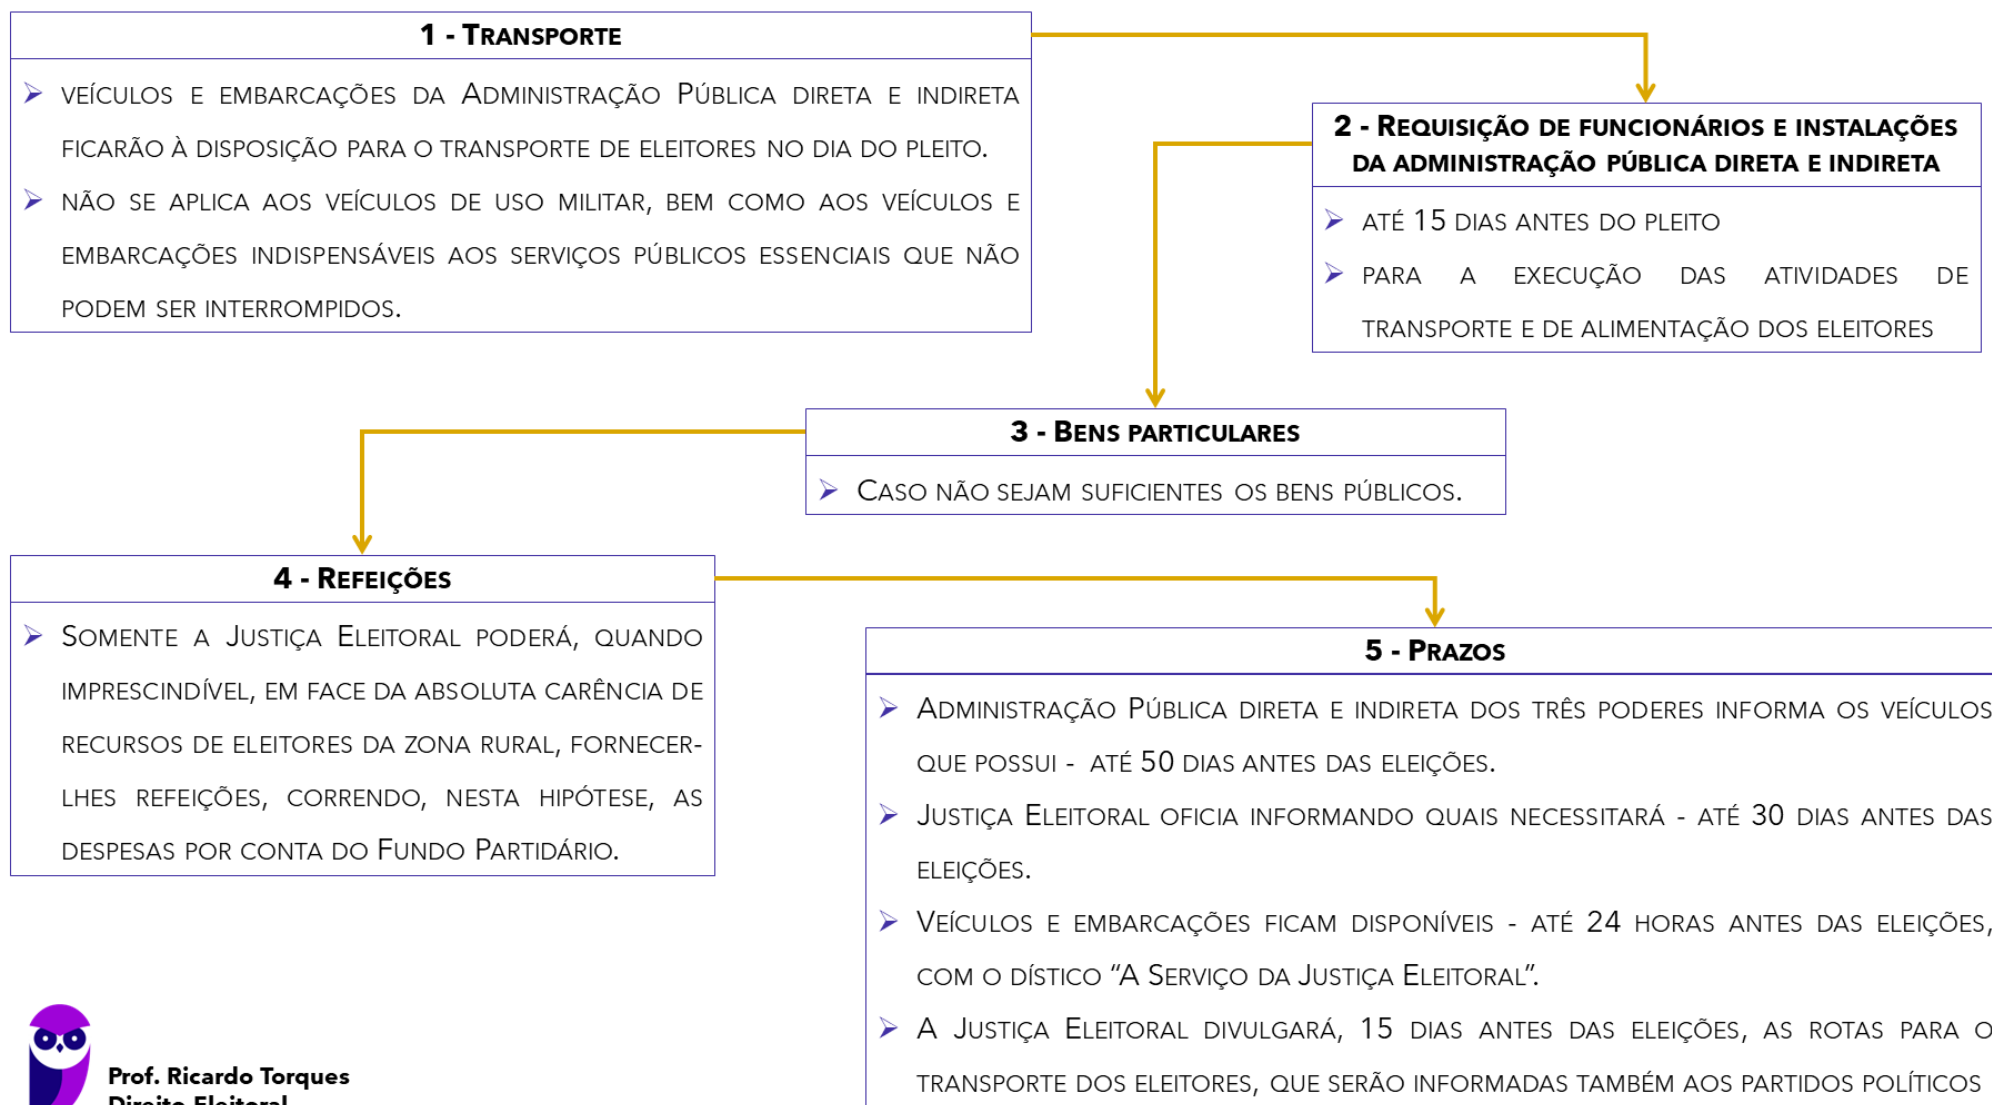 1 - Transporte
veículos e embarcações da Administração Pública direta e indireta
ficarão à disposição para o transporte de eleitores no dia do pleito.
não se aplica aos veículos de uso militar, bem como aos veículos e
embarcações indispensáveis aos serviços públicos essenciais que não
podem ser interrompidos.
2 - Requisição de funcionários e instalações
da administração pública direta e indireta
até 15 dias antes do pleito
para a execução das atividades de
transporte e de alimentação dos eleitores
3 - Bens particulares
Caso não sejam suficientes os bens públicos.
4 - Refeições
Somente a Justiça Eleitoral poderá, quando
imprescindível, em face da absoluta carência de
recursos de eleitores da zona rural, fornecer-
lhes refeições, correndo, nesta hipótese, as
despesas por conta do Fundo Partidário.
5 - Prazos
Administração Pública direta e indireta dos três poderes informa os veículos
que possui - até 50 dias antes das eleições.
Justiça Eleitoral oficia informando quais necessitará - até 30 dias antes das
eleições.
Veículos e embarcações ficam disponíveis - até 24 horas antes das eleições,
com o dístico “A Serviço da Justiça Eleitoral”.
A Justiça Eleitoral divulgará, 15 dias antes das eleições, as rotas para o
transporte dos eleitores, que serão informadas também aos partidos políticos
Prof. Ricardo Torques
Direito Eleitoral